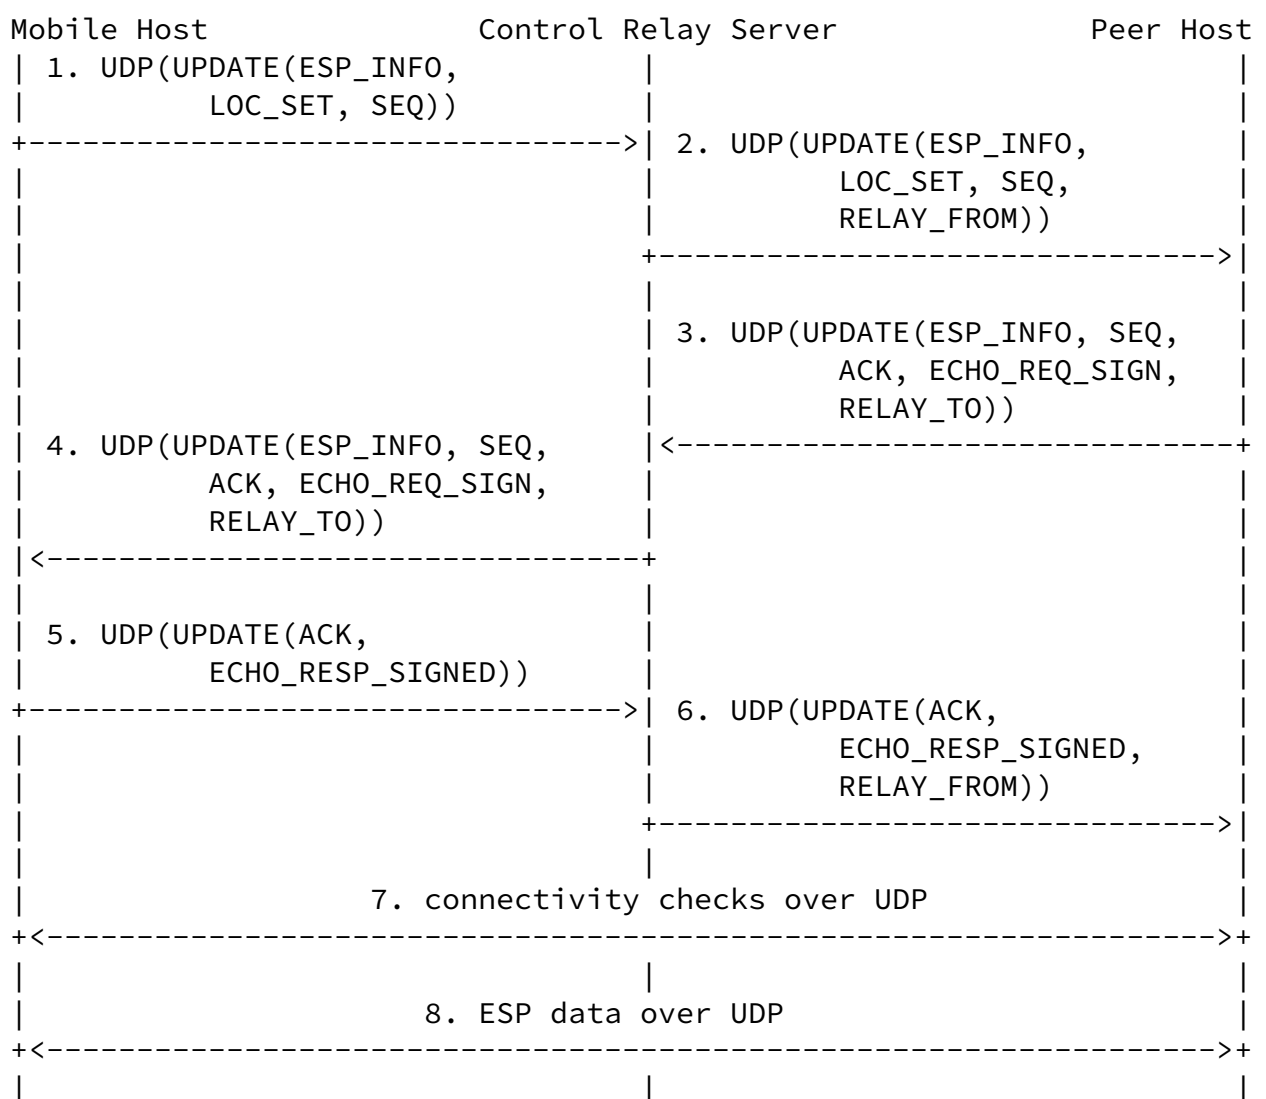 Mobile Host Control Relay Server Peer Host
1. UDP(UPDATE(ESP_INFO,
LOC_SET, SEQ))
2. UDP(UPDATE(ESP_INFO,
LOC_SET, SEQ,
RELAY_FROM))
3. UDP(UPDATE(ESP_INFO, SEQ,
ACK, ECHO_REQ_SIGN,
RELAY_TO))
4. UDP(UPDATE(ESP_INFO, SEQ,
ACK, ECHO_REQ_SIGN,
RELAY_TO))
5. UDP(UPDATE(ACK,
ECHO_RESP_SIGNED))
6. UDP(UPDATE(ACK,
ECHO_RESP_SIGNED,
RELAY_FROM))
7. connectivity checks over UDP
8. ESP data over UDP